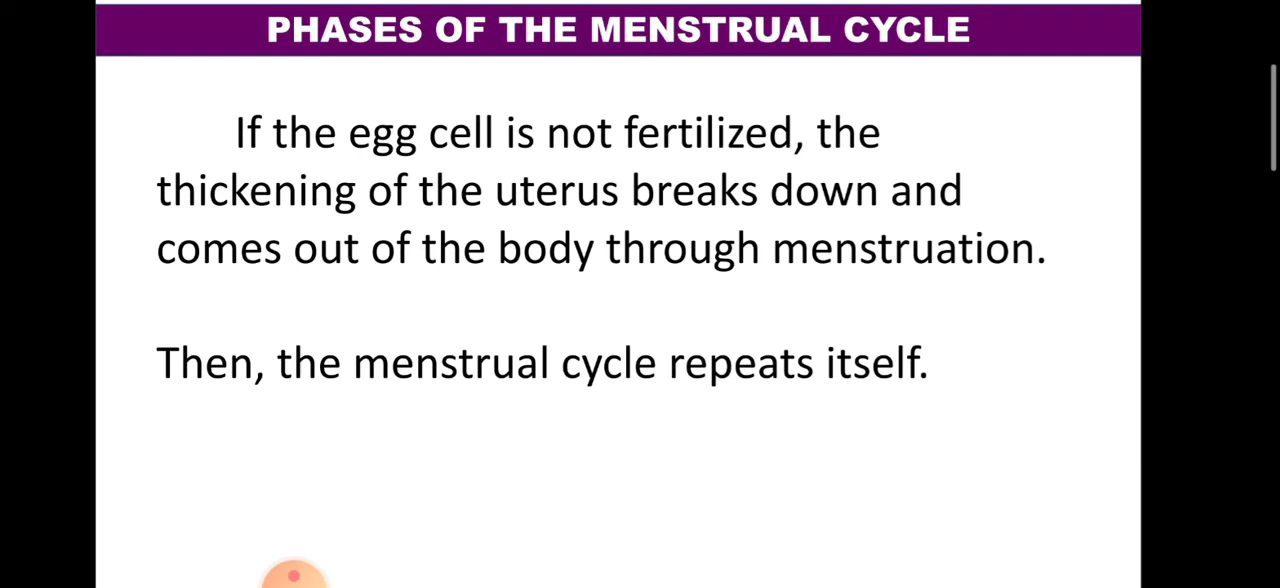 PHASES OF THE MENSTRUAL CYCLE
If the egg cell is not fertilized, the
thickening of the uterus breaks down and
comes out of the body through menstruation.
Then, the menstrual cycle repeats itself.